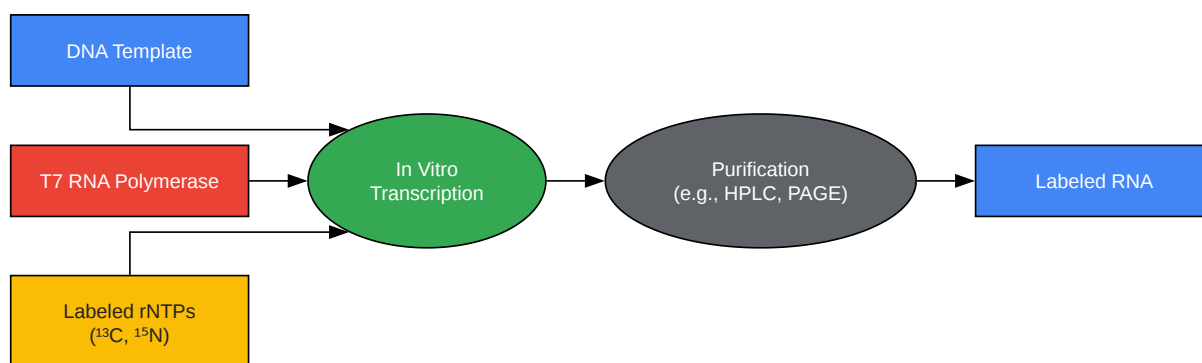 DNA Template
T7 RNA Polymerase
Labeled rNTPs
(¹³C, ¹⁵N)
In Vitro
Transcription
Purification
(e.g., HPLC, PAGE)
Labeled RNA